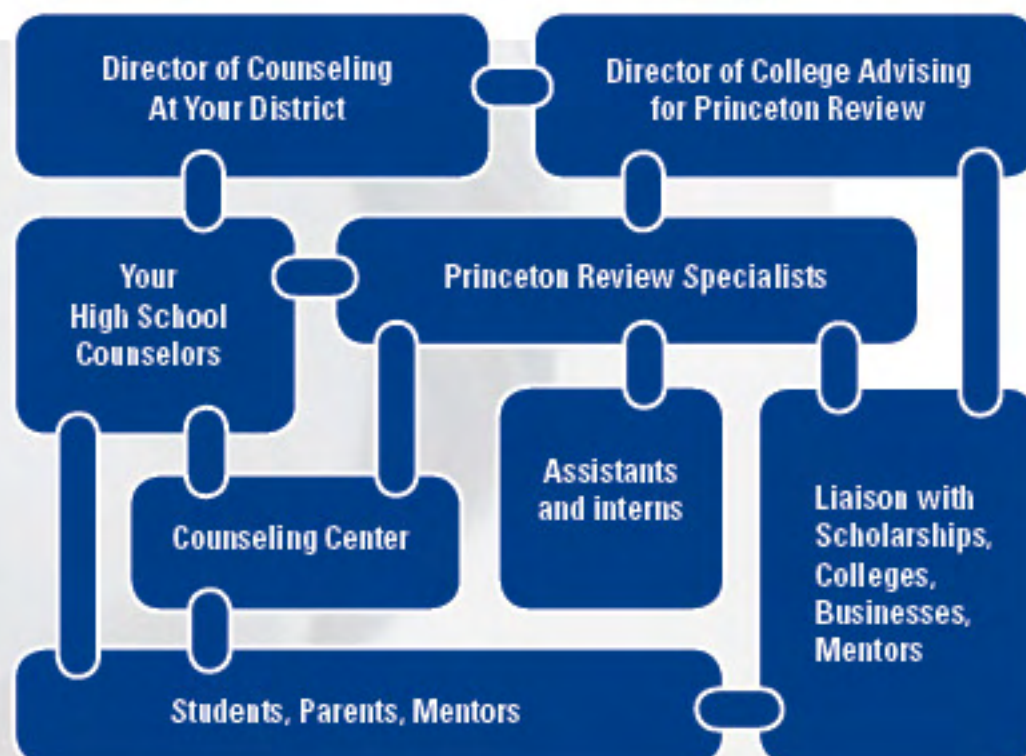 Director of Counseling
At Your District
Director of College Advising
for Princeton Review
Your
High School
Counselors
Princeton Review Specialists
Counseling Center
Assistants
and interns
Liaison with
Scholarships,
Colleges,
Businesses,
Mentors
Students, Parents, Mentors